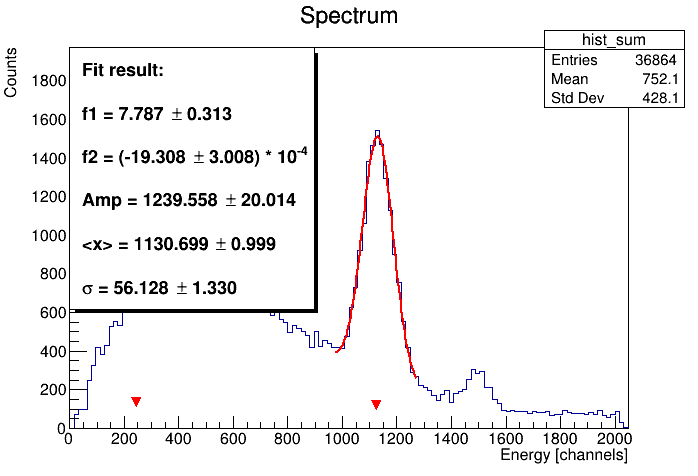 Spectrum
hist_sum
Entries 36864
Mean 752.1
Std Dev 428.1
Counts
Fit result:
f1 = 7.787 ± 0.313
f2 = (-19.308 ± 3.008) * 10^-4
Amp = 1239.558 ± 20.014
<x> = 1130.699 ± 0.999
σ = 56.128 ± 1.330
1800
1600
1400
1200
1000
800
600
400
200
0
0 200 400 600 800 1000 1200 1400 1600 1800 2000
Energy [channels]